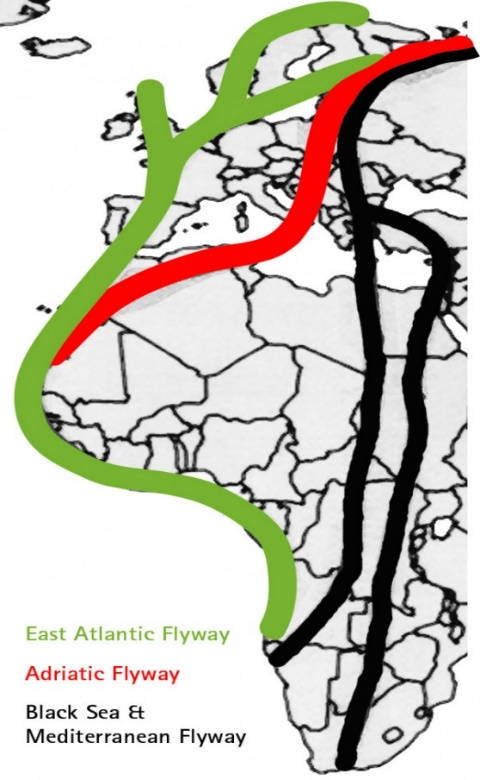 East Atlantic Flyway
Adriatic Flyway
Black Sea &
Mediterranean Flyway